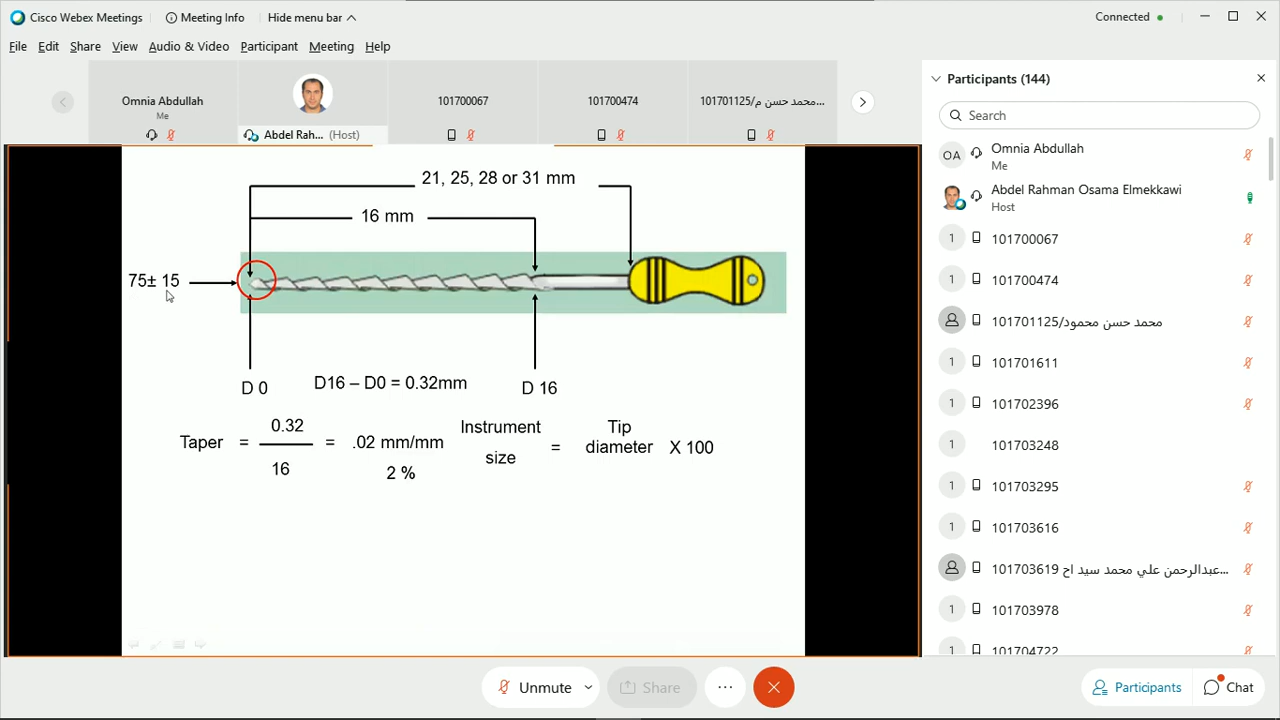 Cisco Webex Meetings
Meeting Info
Hide menu bar
Connected
File Edit Share View Audio & Video Participant Meeting Help
Omnia Abdullah
Me
Abdel Rah... (Host)
101700067
101700474
محمد حسن م/101701125...
Participants (144)
Search
OA
Omnia Abdullah
Me
Abdel Rahman Osama Elmekkawi
Host
1 101700067
1 101700474
محمد حسن محمود/101701125
1 101701611
1 101702396
1 101703248
1 101703295
1 101703616
عبدالرحمن علي محمد سيد اح 101703619...
1 101703978
1 101704722
21, 25, 28 or 31 mm
16 mm
75± 15
D 0
D16 – D0 = 0.32mm
D 16
Taper = 0.32 / 16 = .02 mm/mm
2 %
Instrument size = Tip diameter X 100
Unmute
Share
Participants
Chat